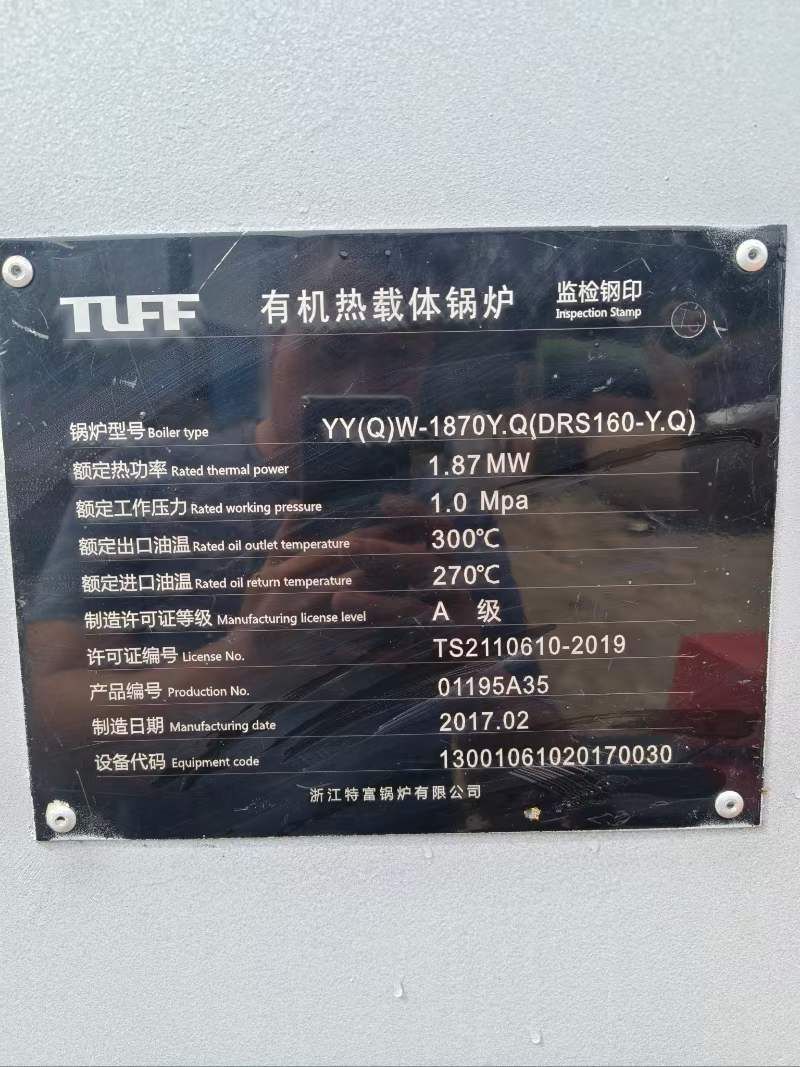 TUFF 有机热载体锅炉 监检钢印
Inspection Stamp
锅炉型号 Boiler type YY(Q)W-1870Y.Q(DRS160-Y.Q)
额定热功率 Rated thermal power 1.87 MW
额定工作压力 Rated working pressure 1.0 Mpa
额定出口油温 Rated oil outlet temperature 300℃
额定进口油温 Rated oil return temperature 270℃
制造许可证等级 Manufacturing license level A 级
许可证编号 License No. TS2110610-2019
产品编号 Production No. 01195A35
制造日期 Manufacturing date 2017.02
设备代码 Equipment code 13001061020170030
浙江特富锅炉有限公司